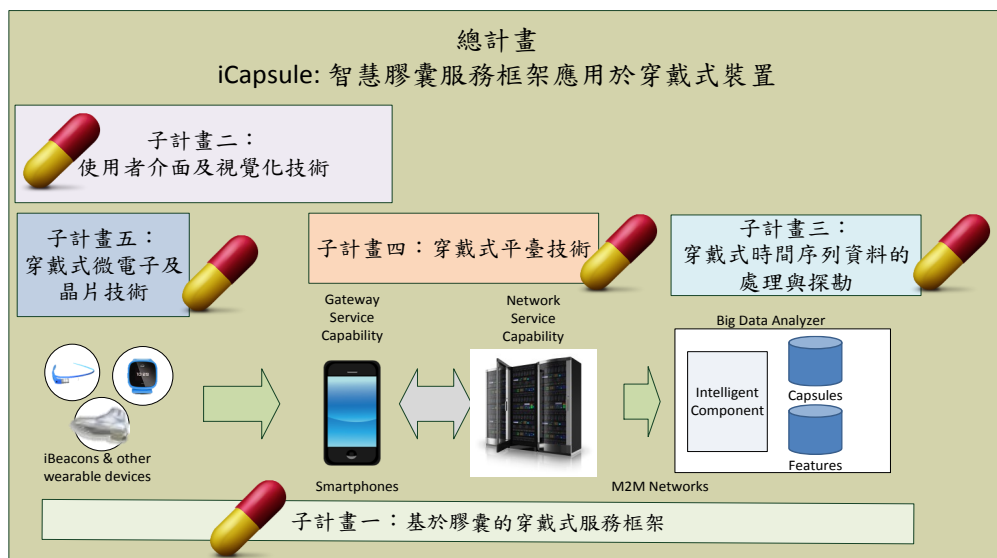 總計畫
iCapsule: 智慧膠囊服務框架應用於穿戴式裝置
子計畫二：
使用者介面及視覺化技術
子計畫五：
穿戴式微電子及
晶片技術
子計畫四：穿戴式平臺技術
子計畫三：
穿戴式時間序列資料的
處理與探勘
Gateway
Service
Capability
Network
Service
Capability
Big Data Analyzer
Intelligent
Component
Capsules
Features
iBeacons & other
wearable devices
Smartphones
M2M Networks
子計畫一：基於膠囊的穿戴式服務框架